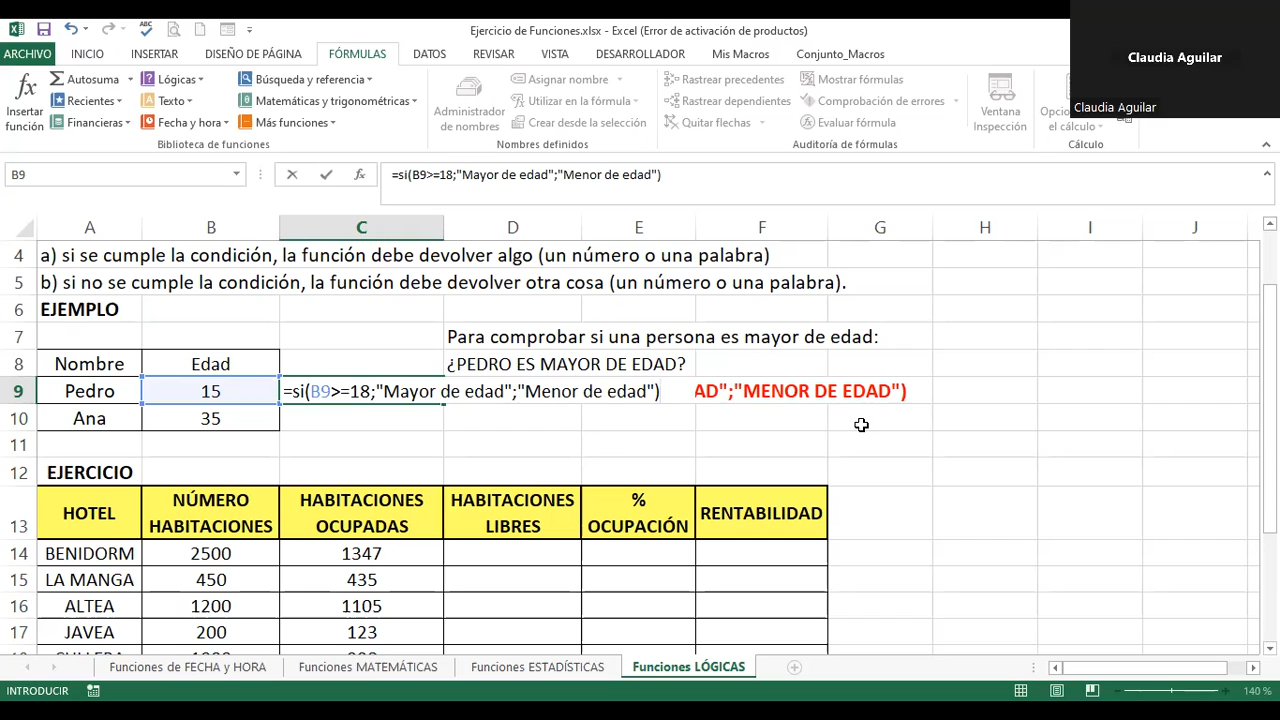 Ejercicio de Funciones.xlsx - Excel (Error de activación de productos)
Claudia Aguilar
Claudia Aguilar
ARCHIVO INICIO INSERTAR DISEÑO DE PÁGINA FÓRMULAS DATOS REVISAR VISTA DESARROLLADOR Mis Macros Conjunto_Macros
fx Insertar función
Autosuma Lógicas Búsqueda y referencia
Recientes Texto Matemáticas y trigonométricas
Financieras Fecha y hora Más funciones
Biblioteca de funciones
Administrador de nombres
Asignar nombre
Utilizar en la fórmula
Crear desde la selección
Nombres definidos
Rastrear precedentes Mostrar fórmulas
Rastrear dependientes Comprobación de errores
Quitar flechas Evaluar fórmula
Auditoría de fórmulas
Ventana Inspección
el cálculo
Cálculo
B9 fx =si(B9>=18;"Mayor de edad";"Menor de edad")
A B C D E F G H I J
4 a) si se cumple la condición, la función debe devolver algo (un número o una palabra)
5 b) si no se cumple la condición, la función debe devolver otra cosa (un número o una palabra).
6 EJEMPLO
7 Para comprobar si una persona es mayor de edad:
8 Nombre Edad ¿PEDRO ES MAYOR DE EDAD?
9 Pedro 15 =si(B9>=18;"Mayor de edad";"Menor de edad") AD";"MENOR DE EDAD")
10 Ana 35
11
12 EJERCICIO
13 HOTEL NÚMERO HABITACIONES HABITACIONES OCUPADAS HABITACIONES LIBRES % OCUPACIÓN RENTABILIDAD
14 BENIDORM 2500 1347
15 LA MANGA 450 435
16 ALTEA 1200 1105
17 JAVEA 200 123
Funciones de FECHA y HORA Funciones MATEMÁTICAS Funciones ESTADÍSTICAS Funciones LÓGICAS
INTRODUCIR 140 %